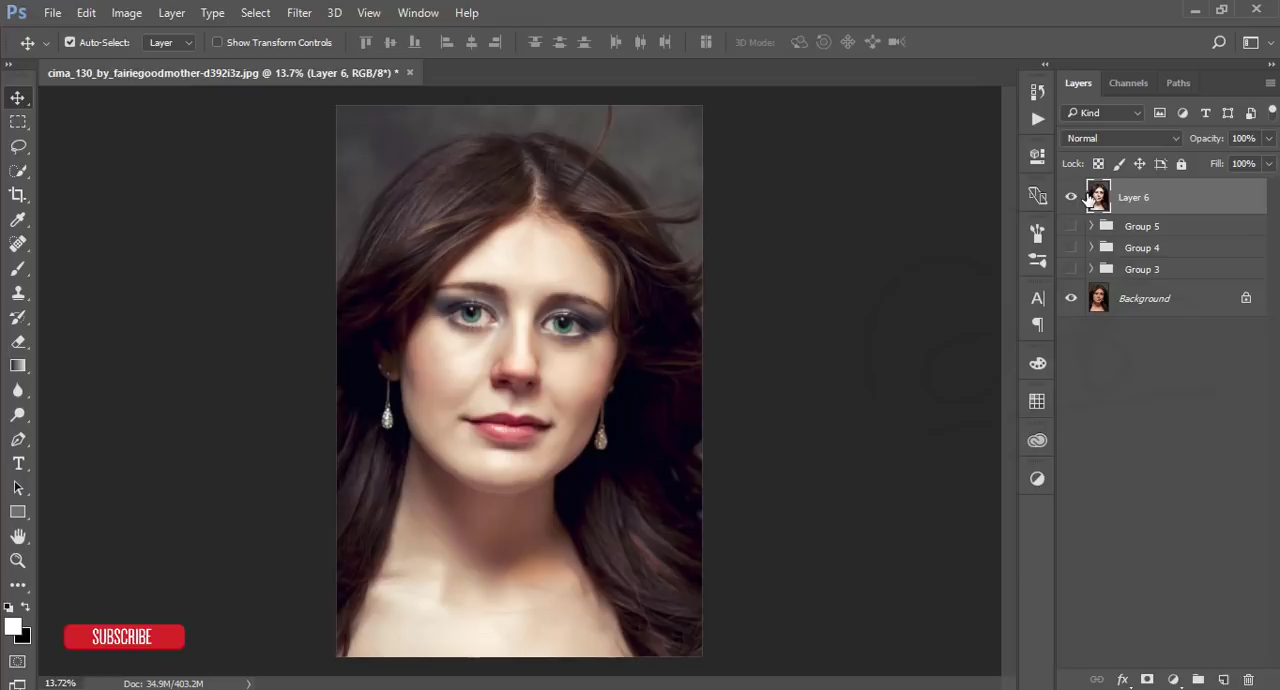 Ps File Edit Image Layer Type Select Filter 3D View Window Help
Auto-Select: Layer Show Transform Controls 3D Mode:
cima_130_by_fairiegoodmother-d392i3z.jpg @ 13.7% (Layer 6, RGB/8*) *
Layers Channels Paths
Kind
Normal Opacity: 100%
Lock: Fill: 100%
Layer 6
Group 5
Group 4
Group 3
Background
SUBSCRIBE
13.72% Doc: 34.9M/403.2M